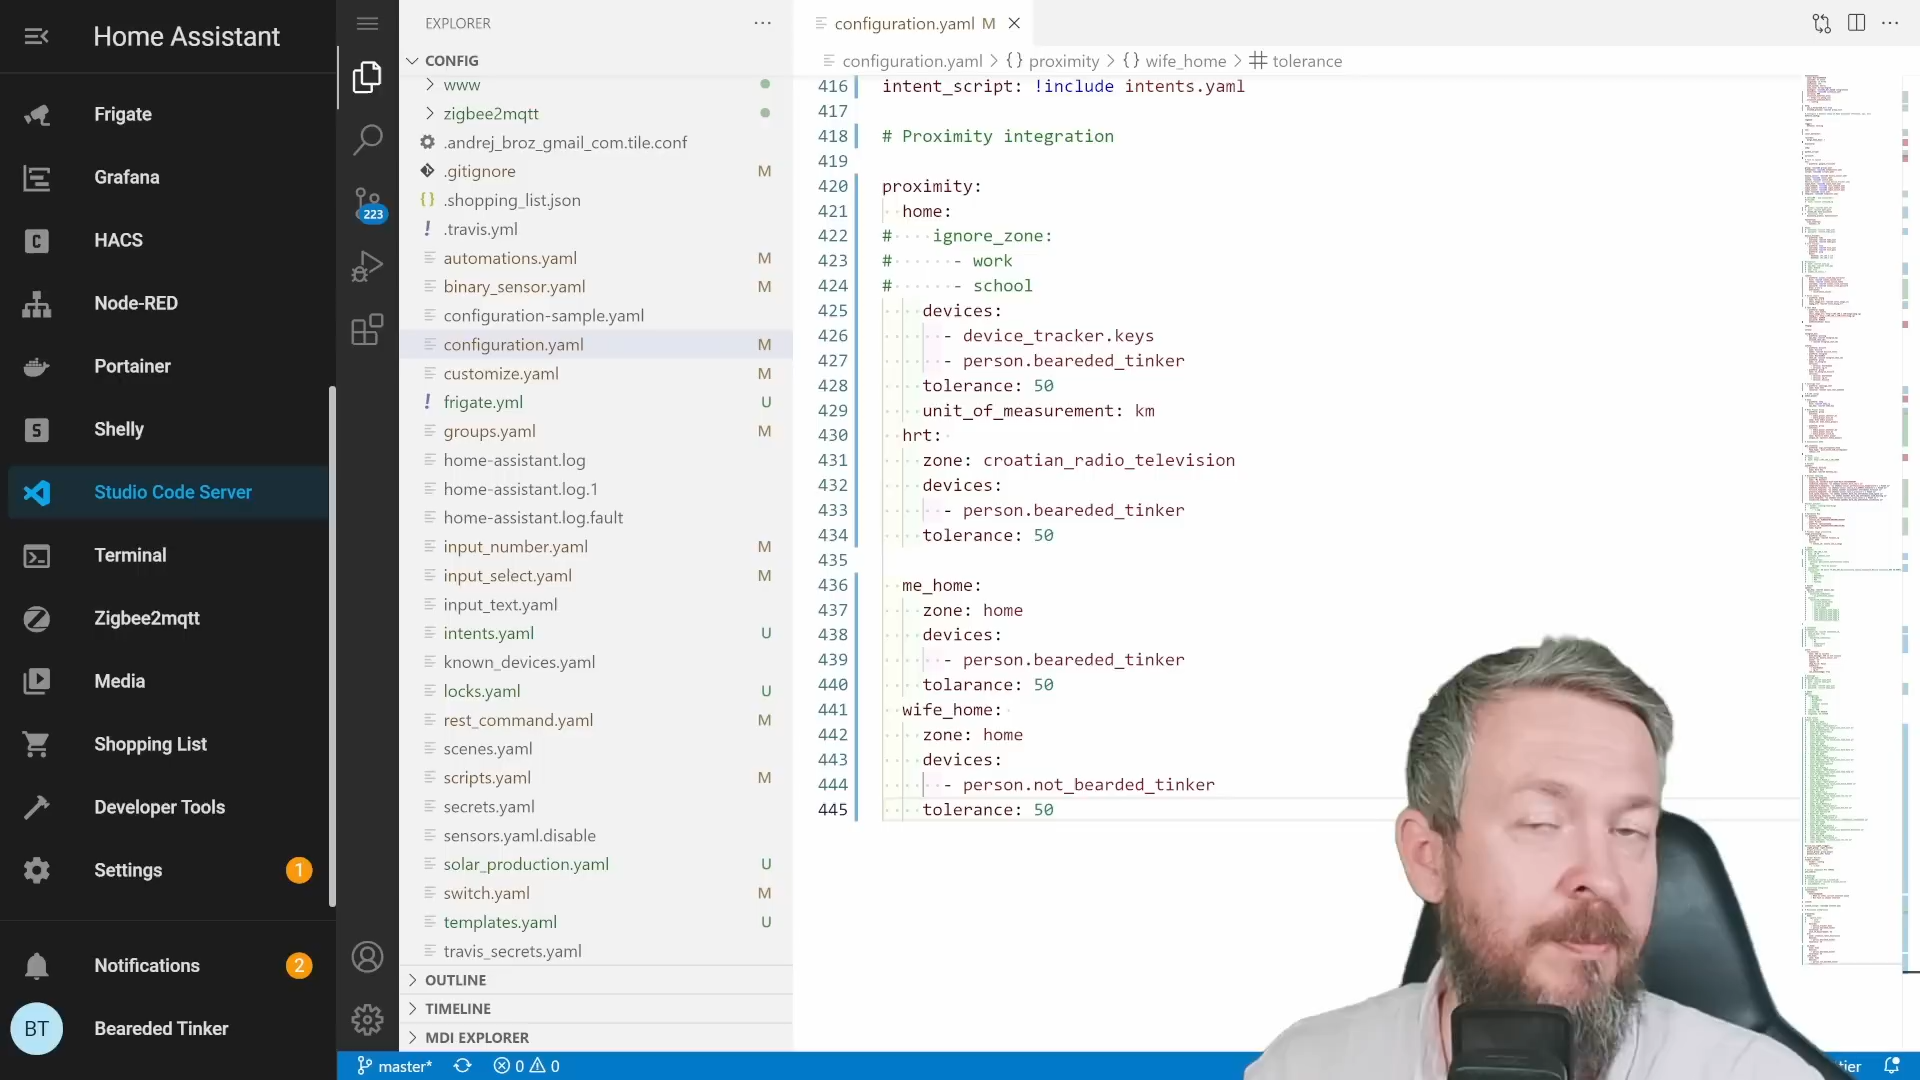 Home Assistant
Frigate
Grafana
HACS
Node-RED
Portainer
Shelly
Studio Code Server
Terminal
Zigbee2mqtt
Media
Shopping List
Developer Tools
Settings 1
Notifications 2
BT Beareded Tinker
223
EXPLORER
CONFIG
www
zigbee2mqtt
.andrej_broz_gmail_com.tile.conf
.gitignore M
.shopping_list.json
.travis.yml
automations.yaml M
binary_sensor.yaml M
configuration-sample.yaml
configuration.yaml M
customize.yaml M
frigate.yml U
groups.yaml M
home-assistant.log
home-assistant.log.1
home-assistant.log.fault
input_number.yaml M
input_select.yaml M
input_text.yaml
intents.yaml U
known_devices.yaml
locks.yaml U
rest_command.yaml M
scenes.yaml
scripts.yaml M
secrets.yaml
sensors.yaml.disable
solar_production.yaml U
switch.yaml M
templates.yaml U
travis_secrets.yaml
OUTLINE
TIMELINE
MDI EXPLORER
configuration.yaml M
configuration.yaml > {} proximity > {} wife_home > # tolerance
416 intent_script: !include intents.yaml
417
418 # Proximity integration
419
420 proximity:
421 home:
422 # ignore_zone:
423 # - work
424 # - school
425 devices:
426 - device_tracker.keys
427 - person.beareded_tinker
428 tolerance: 50
429 unit_of_measurement: km
430 hrt:
431 zone: croatian_radio_television
432 devices:
433 - person.beareded_tinker
434 tolerance: 50
435
436 me_home:
437 zone: home
438 devices:
439 - person.beareded_tinker
440 tolarance: 50
441 wife_home:
442 zone: home
443 devices:
444 - person.not_bearded_tinker
445 tolerance: 50
master* 0 0
tier